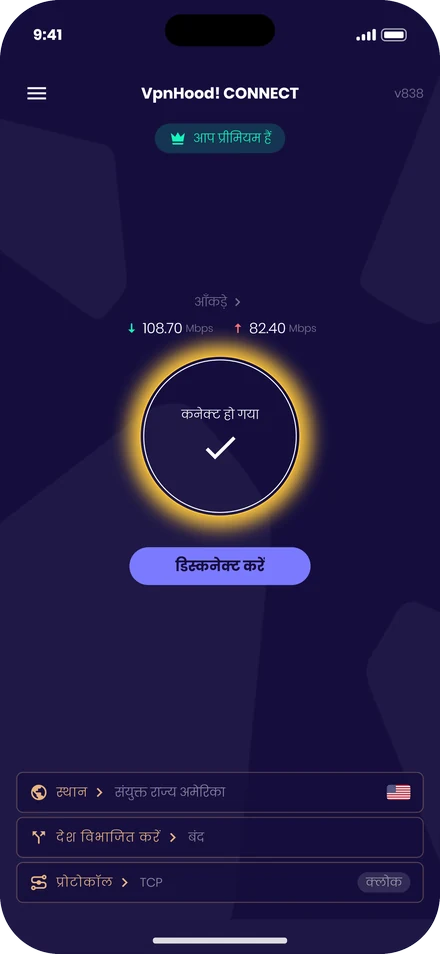 9:41
VpnHood! CONNECT
v838
आप प्रीमियम हैं
आँकड़े >
↓ 108.70 Mbps ↑ 82.40 Mbps
कनेक्ट हो गया
डिस्कनेक्ट करें
स्थान > संयुक्त राज्य अमेरिका
देश विभाजित करें > बंद
प्रोटोकॉल > TCP क्लोक